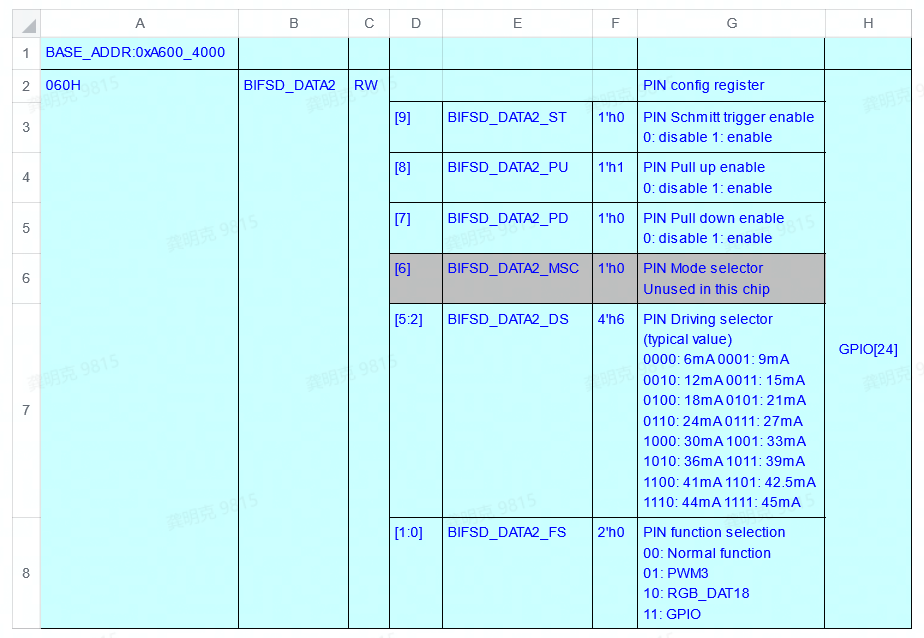 A B C D E F G H
1 BASE_ADDR:0xA600_4000
2 060H BIFSD_DATA2 RW PIN config register
3 [9] BIFSD_DATA2_ST 1'h0 PIN Schmitt trigger enable
0: disable 1: enable
4 [8] BIFSD_DATA2_PU 1'h1 PIN Pull up enable
0: disable 1: enable
5 [7] BIFSD_DATA2_PD 1'h0 PIN Pull down enable
0: disable 1: enable
6 [6] BIFSD_DATA2_MSC 1'h0 PIN Mode selector
Unused in this chip
7 [5:2] BIFSD_DATA2_DS 4'h6 PIN Driving selector
(typical value)
0000: 6mA 0001: 9mA
0010: 12mA 0011: 15mA
0100: 18mA 0101: 21mA
0110: 24mA 0111: 27mA
1000: 30mA 1001: 33mA
1010: 36mA 1011: 39mA
1100: 41mA 1101: 42.5mA
1110: 44mA 1111: 45mA
GPIO[24]
8 [1:0] BIFSD_DATA2_FS 2'h0 PIN function selection
00: Normal function
01: PWM3
10: RGB_DAT18
11: GPIO
龚明克 9815